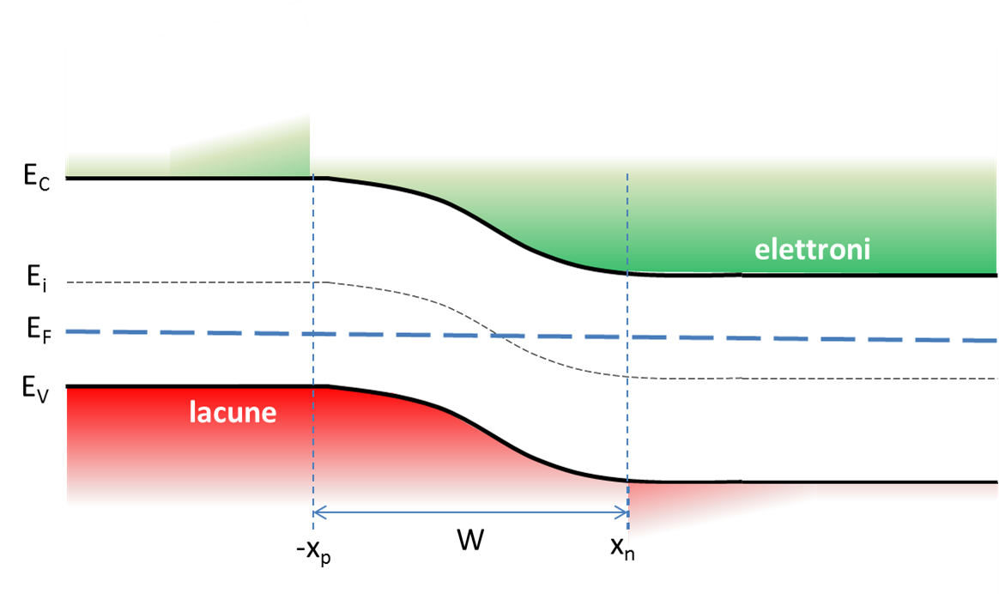 E_C
elettroni
E_i
E_F
E_V
lacune
W
-x_p
x_n